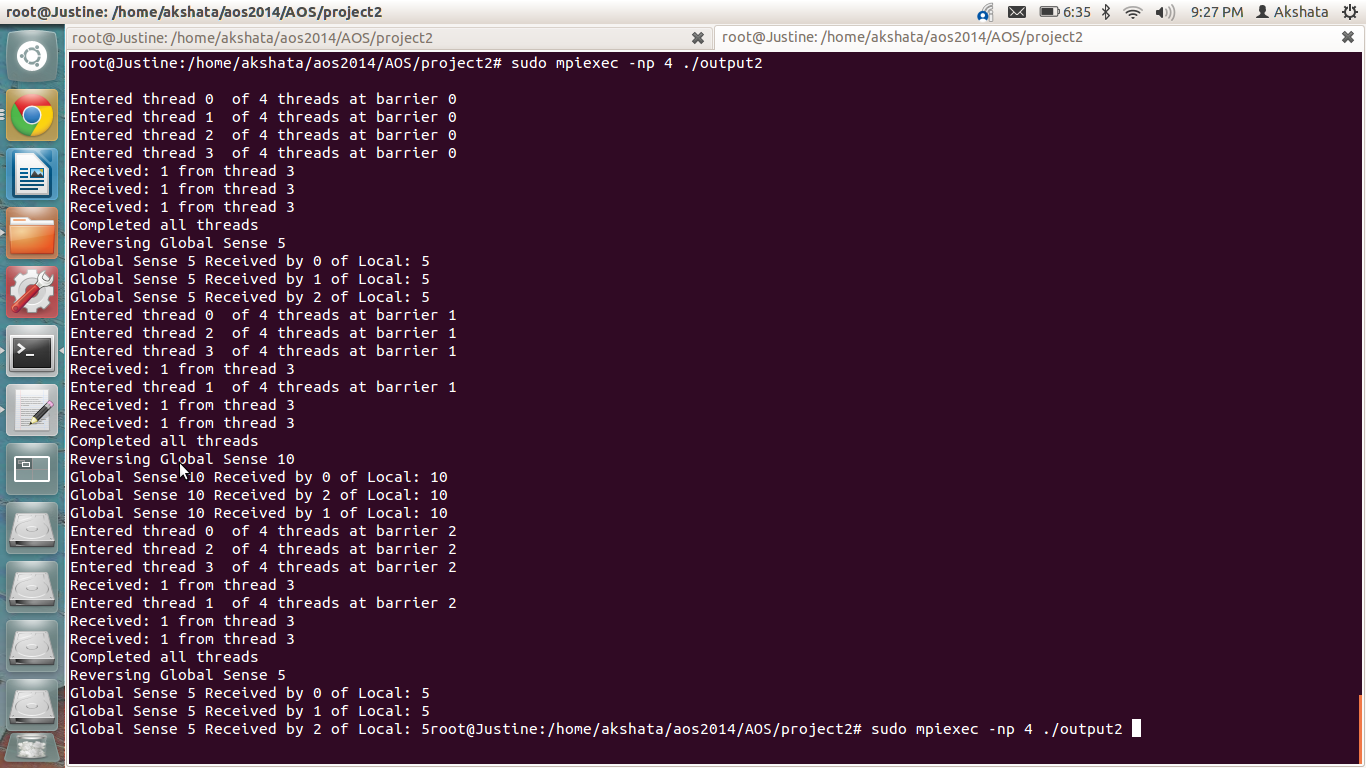 root@Justine: /home/akshata/aos2014/AOS/project2
6:35
9:27 PM
Akshata
root@Justine: /home/akshata/aos2014/AOS/project2
root@Justine: /home/akshata/aos2014/AOS/project2
root@Justine:/home/akshata/aos2014/AOS/project2# sudo mpiexec -np 4 ./output2
Entered thread 0  of 4 threads at barrier 0
Entered thread 1  of 4 threads at barrier 0
Entered thread 2  of 4 threads at barrier 0
Entered thread 3  of 4 threads at barrier 0
Received: 1 from thread 3
Received: 1 from thread 3
Received: 1 from thread 3
Completed all threads
Reversing Global Sense 5
Global Sense 5 Received by 0 of Local: 5
Global Sense 5 Received by 1 of Local: 5
Global Sense 5 Received by 2 of Local: 5
Entered thread 0  of 4 threads at barrier 1
Entered thread 2  of 4 threads at barrier 1
Entered thread 3  of 4 threads at barrier 1
Received: 1 from thread 3
Entered thread 1  of 4 threads at barrier 1
Received: 1 from thread 3
Received: 1 from thread 3
Completed all threads
Reversing Global Sense 10
Global Sense 10 Received by 0 of Local: 10
Global Sense 10 Received by 2 of Local: 10
Global Sense 10 Received by 1 of Local: 10
Entered thread 0  of 4 threads at barrier 2
Entered thread 2  of 4 threads at barrier 2
Entered thread 3  of 4 threads at barrier 2
Received: 1 from thread 3
Entered thread 1  of 4 threads at barrier 2
Received: 1 from thread 3
Received: 1 from thread 3
Completed all threads
Reversing Global Sense 5
Global Sense 5 Received by 0 of Local: 5
Global Sense 5 Received by 1 of Local: 5
Global Sense 5 Received by 2 of Local: 5root@Justine:/home/akshata/aos2014/AOS/project2# sudo mpiexec -np 4 ./output2